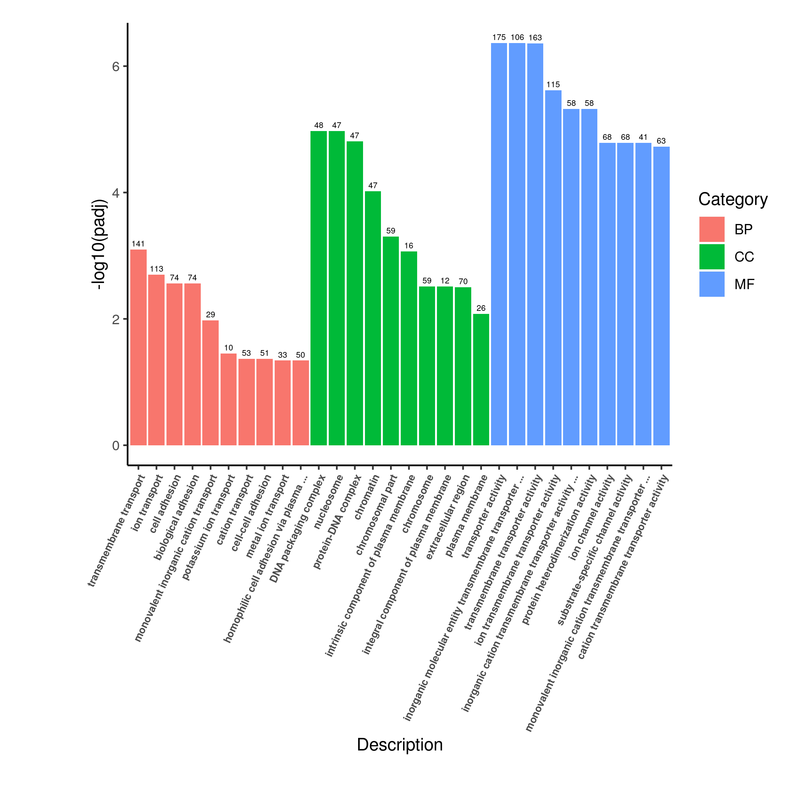 175 106 163
115
58 58
68 68 41 63
48 47
47
47
59
16
59 12 70
26
141
113
74 74
29
10
53 51 33 50
6
4
2
0
-log10(padj)
Category
BP
CC
MF
transmembrane transport
ion transport
cell adhesion
biological adhesion
monovalent inorganic cation transport
potassium ion transport
cation transport
cell-cell adhesion
metal ion transport
homophilic cell adhesion via plasma ...
DNA packaging complex
nucleosome
protein-DNA complex
chromatin
chromosomal part
intrinsic component of plasma membrane
chromosome
integral component of plasma membrane
extracellular region
plasma membrane
transporter activity
inorganic molecular entity transmembrane transporter ...
transmembrane transporter activity
ion transmembrane transporter activity
inorganic cation transmembrane transporter activity ...
protein heterodimerization activity
ion channel activity
substrate-specific channel activity
monovalent inorganic cation transmembrane transporter ...
cation transmembrane transporter activity
Description